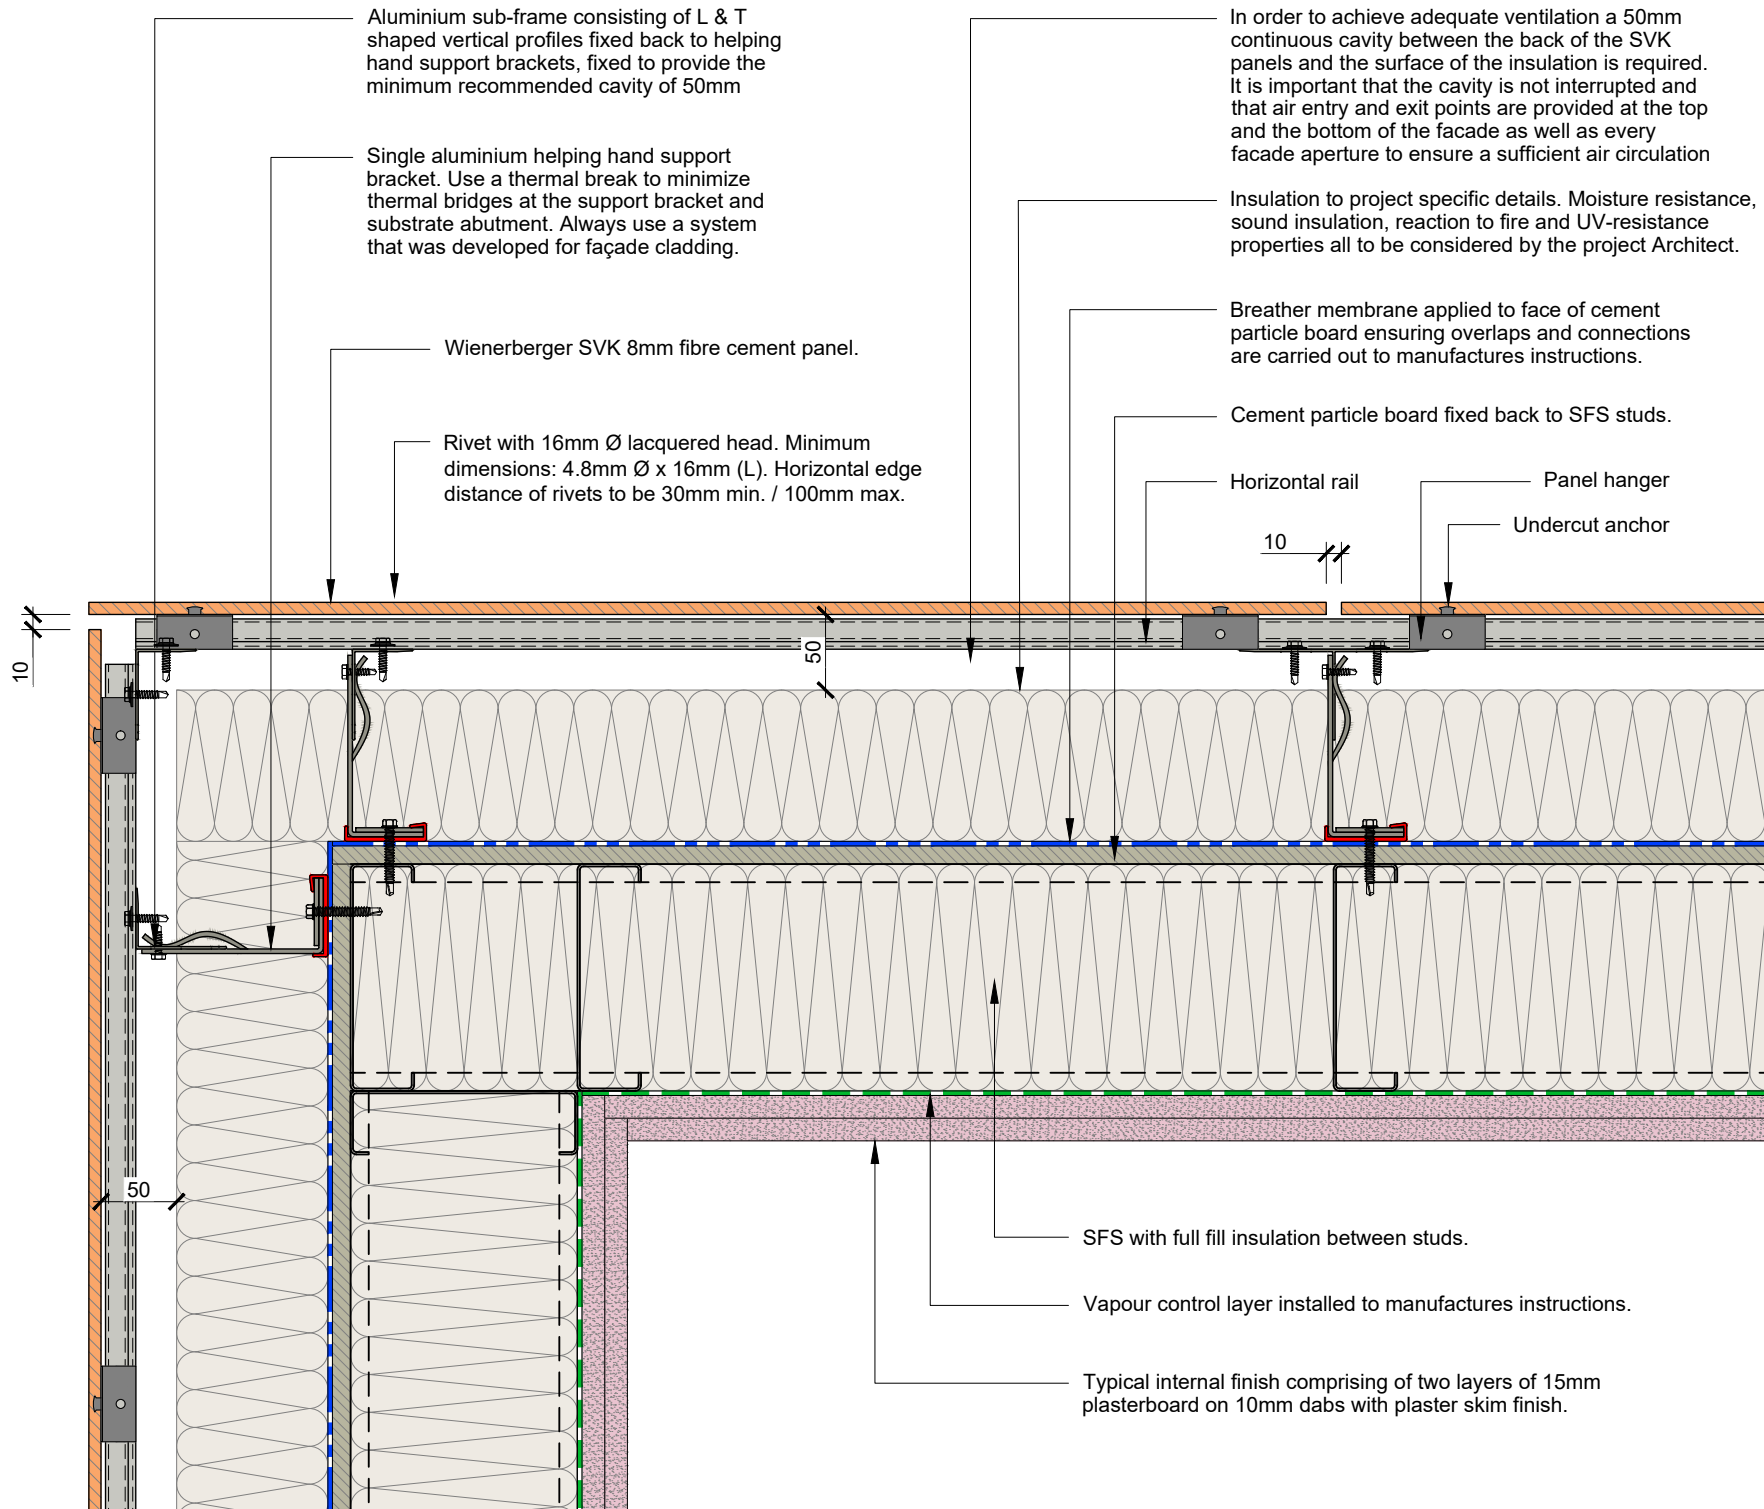 Aluminium sub-frame consisting of L & T
shaped vertical profiles fixed back to helping
hand support brackets, fixed to provide the
minimum recommended cavity of 50mm
Single aluminium helping hand support
bracket. Use a thermal break to minimize
thermal bridges at the support bracket and
substrate abutment. Always use a system
that was developed for façade cladding.
Wienerberger SVK 8mm fibre cement panel.
Rivet with 16mm Ø lacquered head. Minimum
dimensions: 4.8mm Ø x 16mm (L). Horizontal edge
distance of rivets to be 30mm min. / 100mm max.
In order to achieve adequate ventilation a 50mm
continuous cavity between the back of the SVK
panels and the surface of the insulation is required.
It is important that the cavity is not interrupted and
that air entry and exit points are provided at the top
and the bottom of the facade as well as every
facade aperture to ensure a sufficient air circulation
Insulation to project specific details. Moisture resistance,
sound insulation, reaction to fire and UV-resistance
properties all to be considered by the project Architect.
Breather membrane applied to face of cement
particle board ensuring overlaps and connections
are carried out to manufactures instructions.
Cement particle board fixed back to SFS studs.
Horizontal rail
Panel hanger
Undercut anchor
10
10
50
50
SFS with full fill insulation between studs.
Vapour control layer installed to manufactures instructions.
Typical internal finish comprising of two layers of 15mm
plasterboard on 10mm dabs with plaster skim finish.